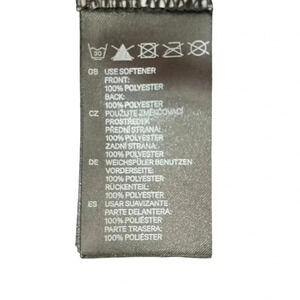 30
GB USE SOFTENER
FRONT:
100% POLYESTER
BACK:
100% POLYESTER
CZ POUŽIJTE ZMĚKČOVACÍ
PROSTŘEDEK
PŘEDNÍ STRANA:
100% POLYESTER
ZADNÍ STRANA:
100% POLYESTER
DE WEICHSPÜLER BENUTZEN
VORDERSEITE:
100% POLYESTER
RÜCKENTEIL:
100% POLYESTER
ES USAR SUAVIZANTE
PARTE DELANTERA:
100% POLIÉSTER
PARTE TRASERA:
100% POLIÉSTER